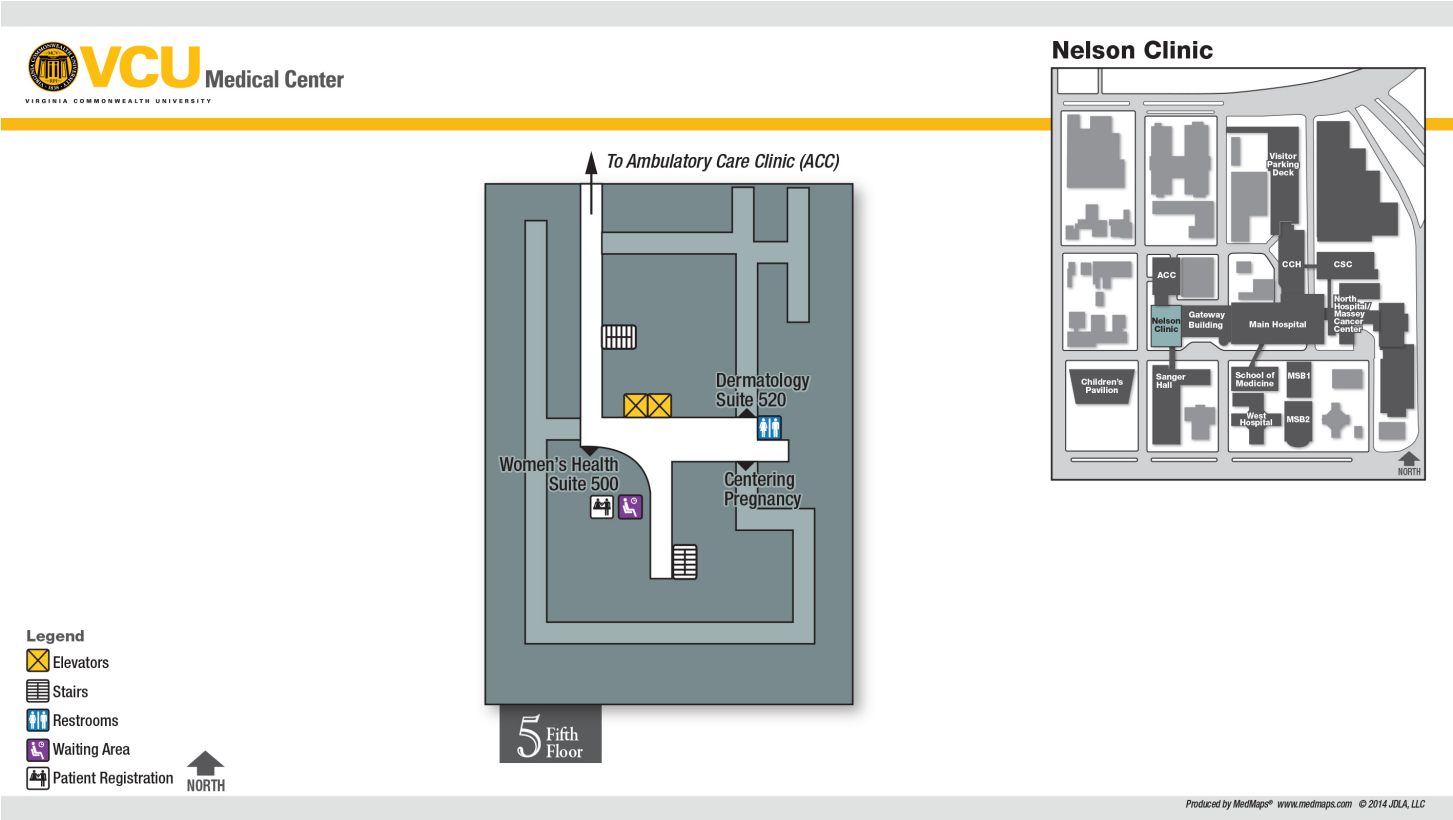 VCU Medical Center
VIRGINIA COMMONWEALTH UNIVERSITY
Nelson Clinic
To Ambulatory Care Clinic (ACC)
Dermatology
Suite 520
Women's Health
Suite 500
Centering
Pregnancy
5 Fifth
Floor
Visitor
Parking
Deck
ACC
CCH
CSC
Nelson
Clinic
Gateway
Building
Main Hospital
North
Hospital/
Massey
Cancer
Center
Children's
Pavilion
Sanger
Hall
School of
Medicine
MSB1
West
Hospital
MSB2
NORTH
Legend
Elevators
Stairs
Restrooms
Waiting Area
Patient Registration
NORTH
Produced by MedMaps® www.medmaps.com © 2014 JDLA, LLC